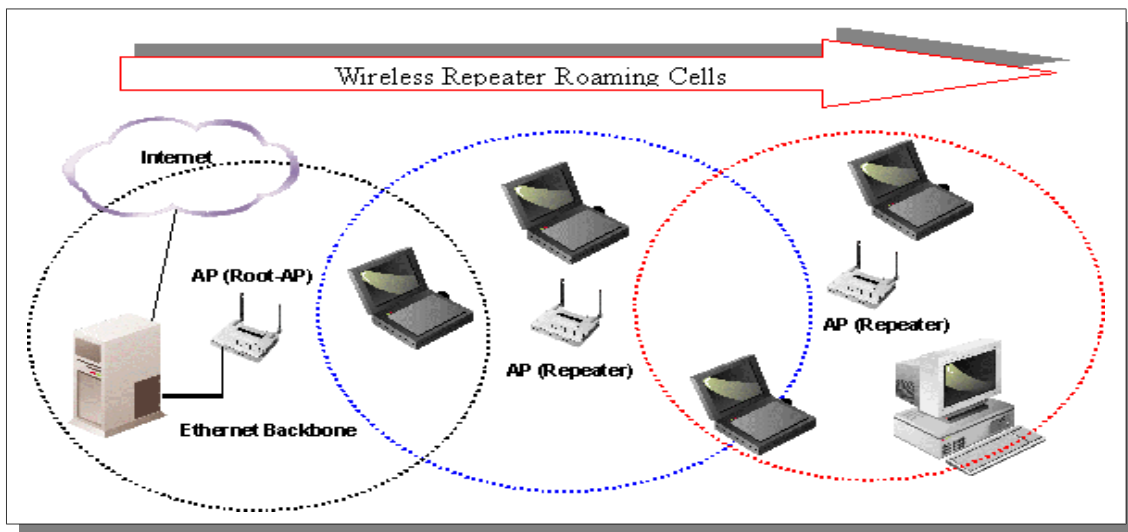 Wireless Repeater Roaming Cells
Internet
AP (Root-AP)
Ethernet Backbone
AP (Repeater)
AP (Repeater)